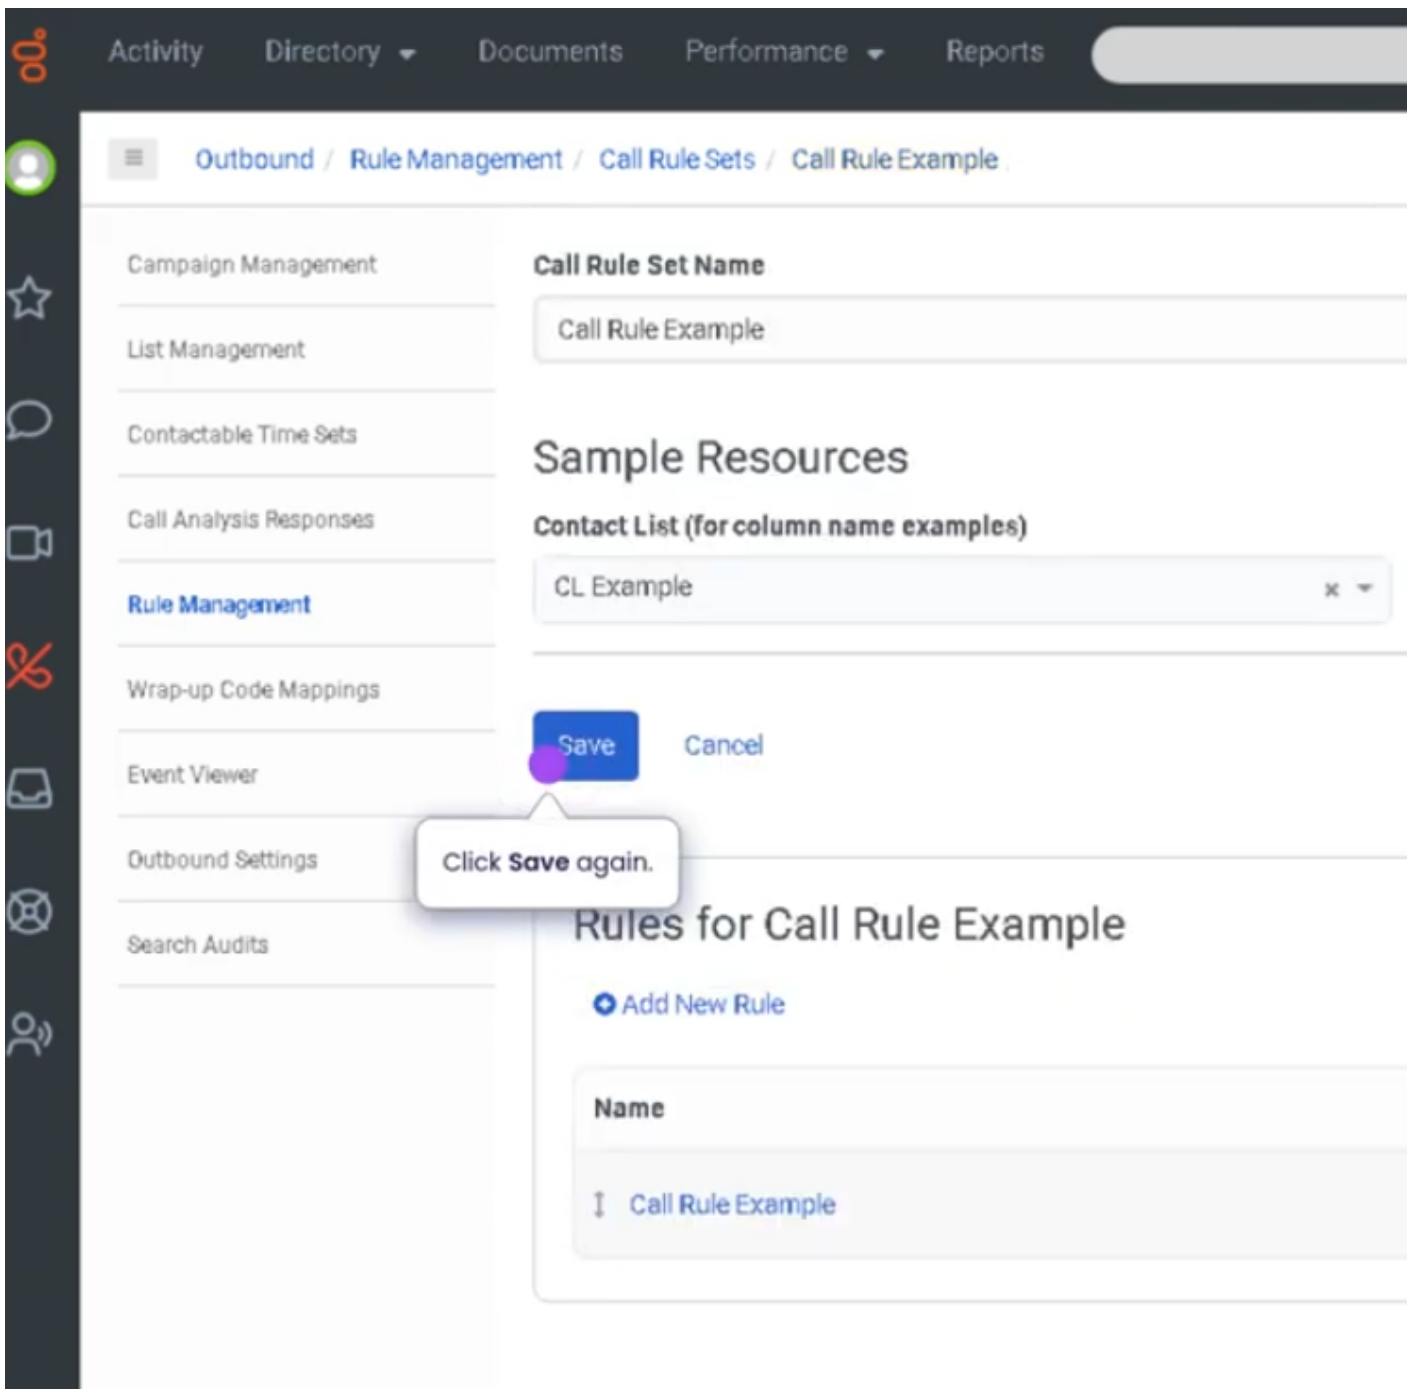 Activity Directory Documents Performance Reports
Outbound / Rule Management / Call Rule Sets / Call Rule Example
Campaign Management
List Management
Contactable Time Sets
Call Analysis Responses
Rule Management
Wrap-up Code Mappings
Event Viewer
Outbound Settings
Search Audits
Call Rule Set Name
Call Rule Example
Sample Resources
Contact List (for column name examples)
CL Example
Save Cancel
Click Save again.
Rules for Call Rule Example
Add New Rule
Name
Call Rule Example